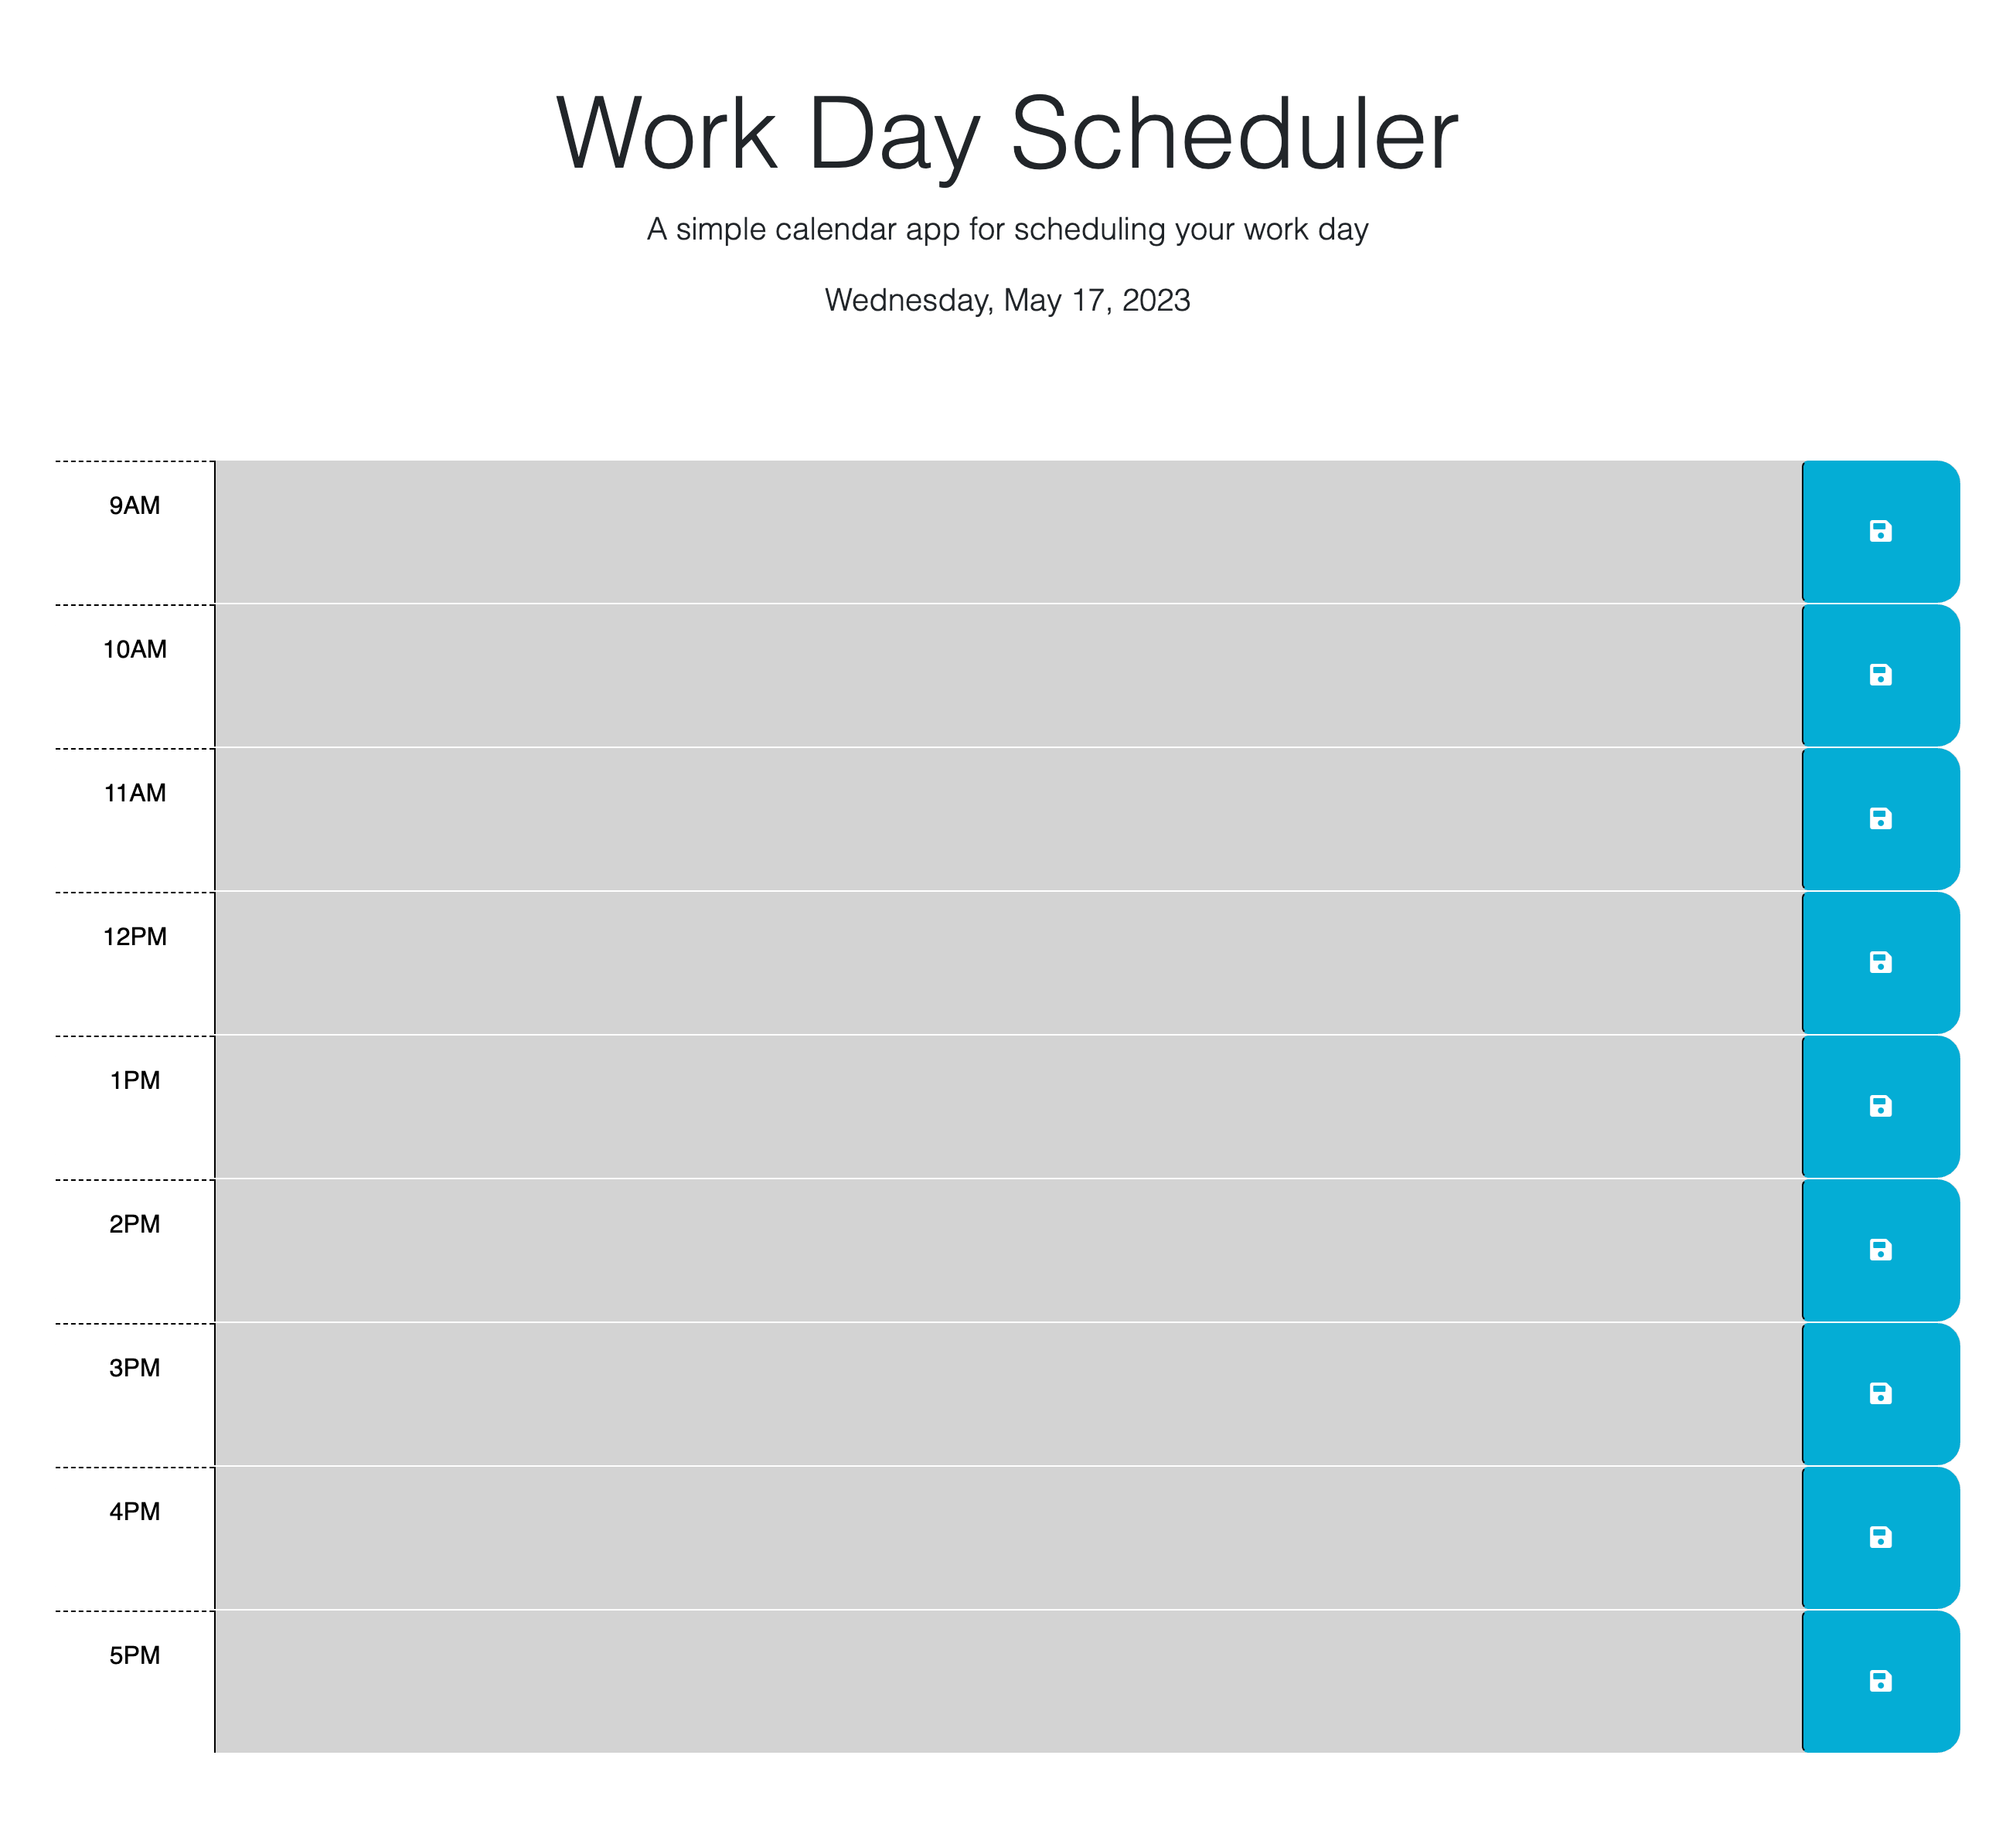 Work Day Scheduler
A simple calendar app for scheduling your work day
Wednesday, May 17, 2023
9AM
10AM
11AM
12PM
1PM
2PM
3PM
4PM
5PM